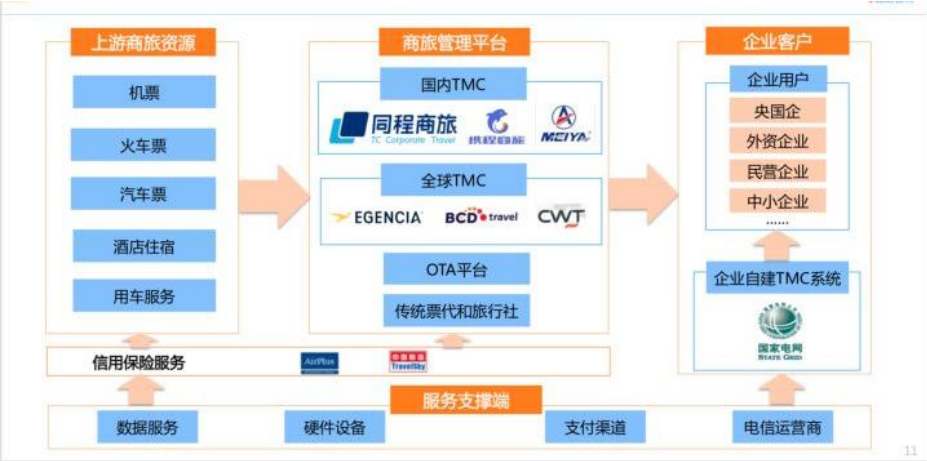 上游商旅资源
机票
火车票
汽车票
酒店住宿
用车服务
商旅管理平台
国内TMC
同程商旅
TC Corporate Travel
携程商旅
MEIYA
全球TMC
EGENCIA
BCD travel
CWT
OTA平台
传统票代和旅行社
企业客户
企业用户
央国企
外资企业
民营企业
中小企业
......
企业自建TMC系统
国家电网
STATE GRID
信用保险服务
AirPlus
TravelSky
服务支撑端
数据服务
硬件设备
支付渠道
电信运营商
11